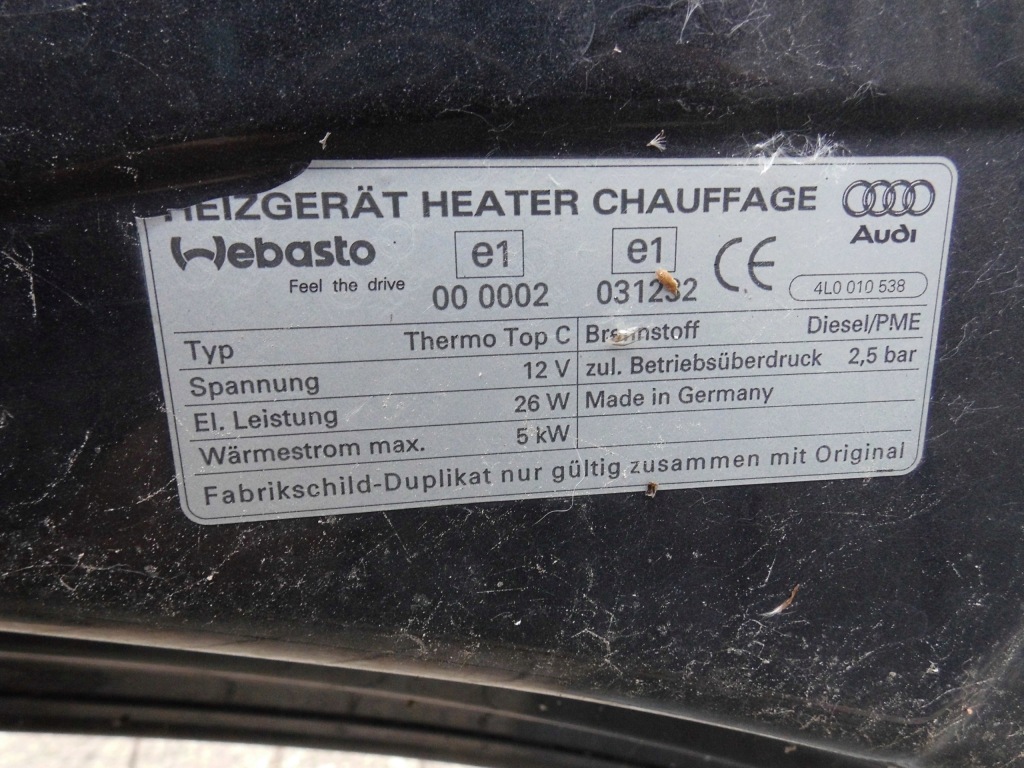 HEIZGERÄT HEATER CHAUFFAGE
Webasto
Feel the drive
e1
00 0002
e1
031232
CE
Audi
4L0 010 538
Typ Thermo Top C
Spannung 12 V
El. Leistung 26 W
Wärmestrom max. 5 kW
Brennstoff Diesel/PME
zul. Betriebsüberdruck 2,5 bar
Made in Germany
Fabrikschild-Duplikat nur gültig zusammen mit Original